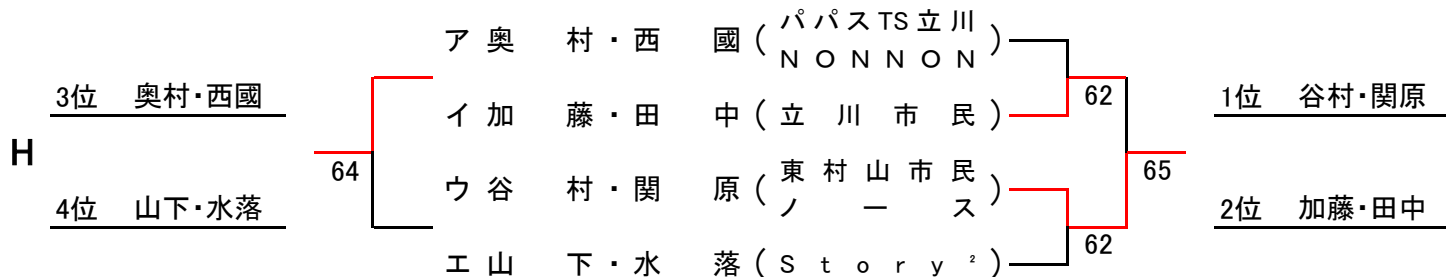 H
3位 奥村・西國
4位 山下・水落
64
ア 奥村・西國 (パパスTS立川
NONNON)
イ 加藤・田中 (立川市民)
ウ 谷村・関原 (東村山市民
ノース)
エ 山下・水落 (Story²)
62
62
65
1位 谷村・関原
2位 加藤・田中